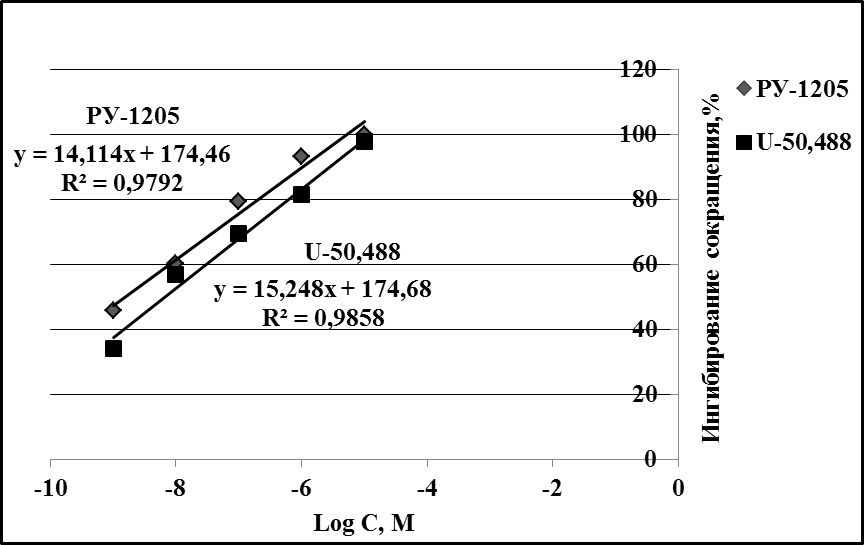 120
РУ-1205
РУ-1205
100
U-50,488
y = 14,114x + 174,46
R² = 0,9792
80
U-50,488
60
y = 15,248x + 174,68
R² = 0,9858
40
20
0
Ингибирование сокращения,%
-10
-8
-6
-4
-2
0
Log C, M